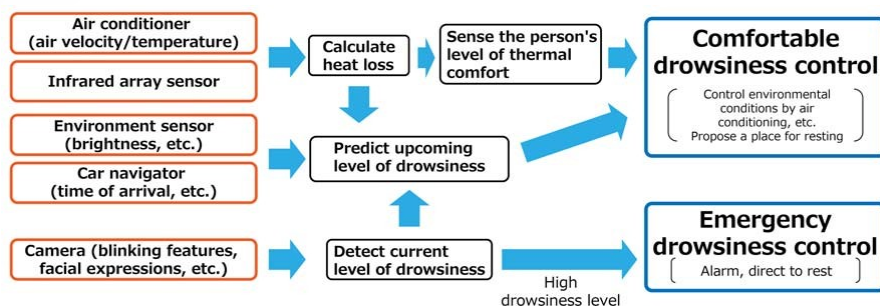 Air conditioner
(air velocity/temperature)
Infrared array sensor
Environment sensor
(brightness, etc.)
Car navigator
(time of arrival, etc.)
Camera (blinking features,
facial expressions, etc.)
Calculate
heat loss
Sense the person's
level of thermal
comfort
Predict upcoming
level of drowsiness
Detect current
level of drowsiness
High
drowsiness level
Comfortable
drowsiness control
Control environmental
conditions by air
conditioning, etc.
Propose a place for resting
Emergency
drowsiness control
Alarm, direct to rest